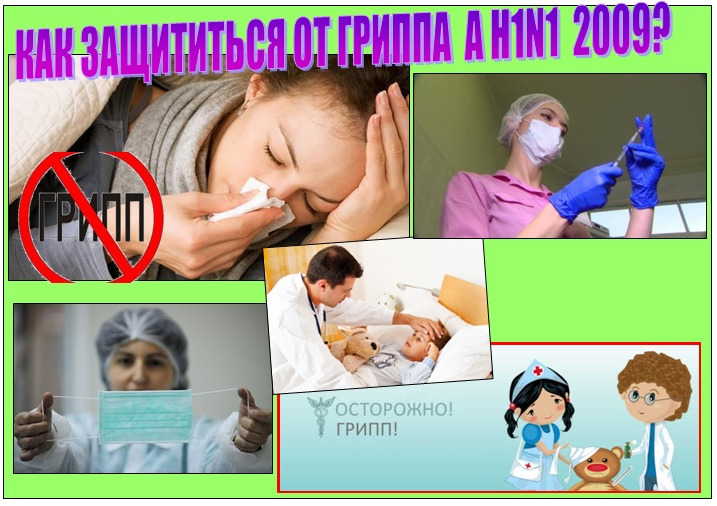 КАК ЗАЩИТИТЬСЯ ОТ ГРИППА А H1N1 2009?
ГРИПП
ОСТОРОЖНО!
ГРИПП!